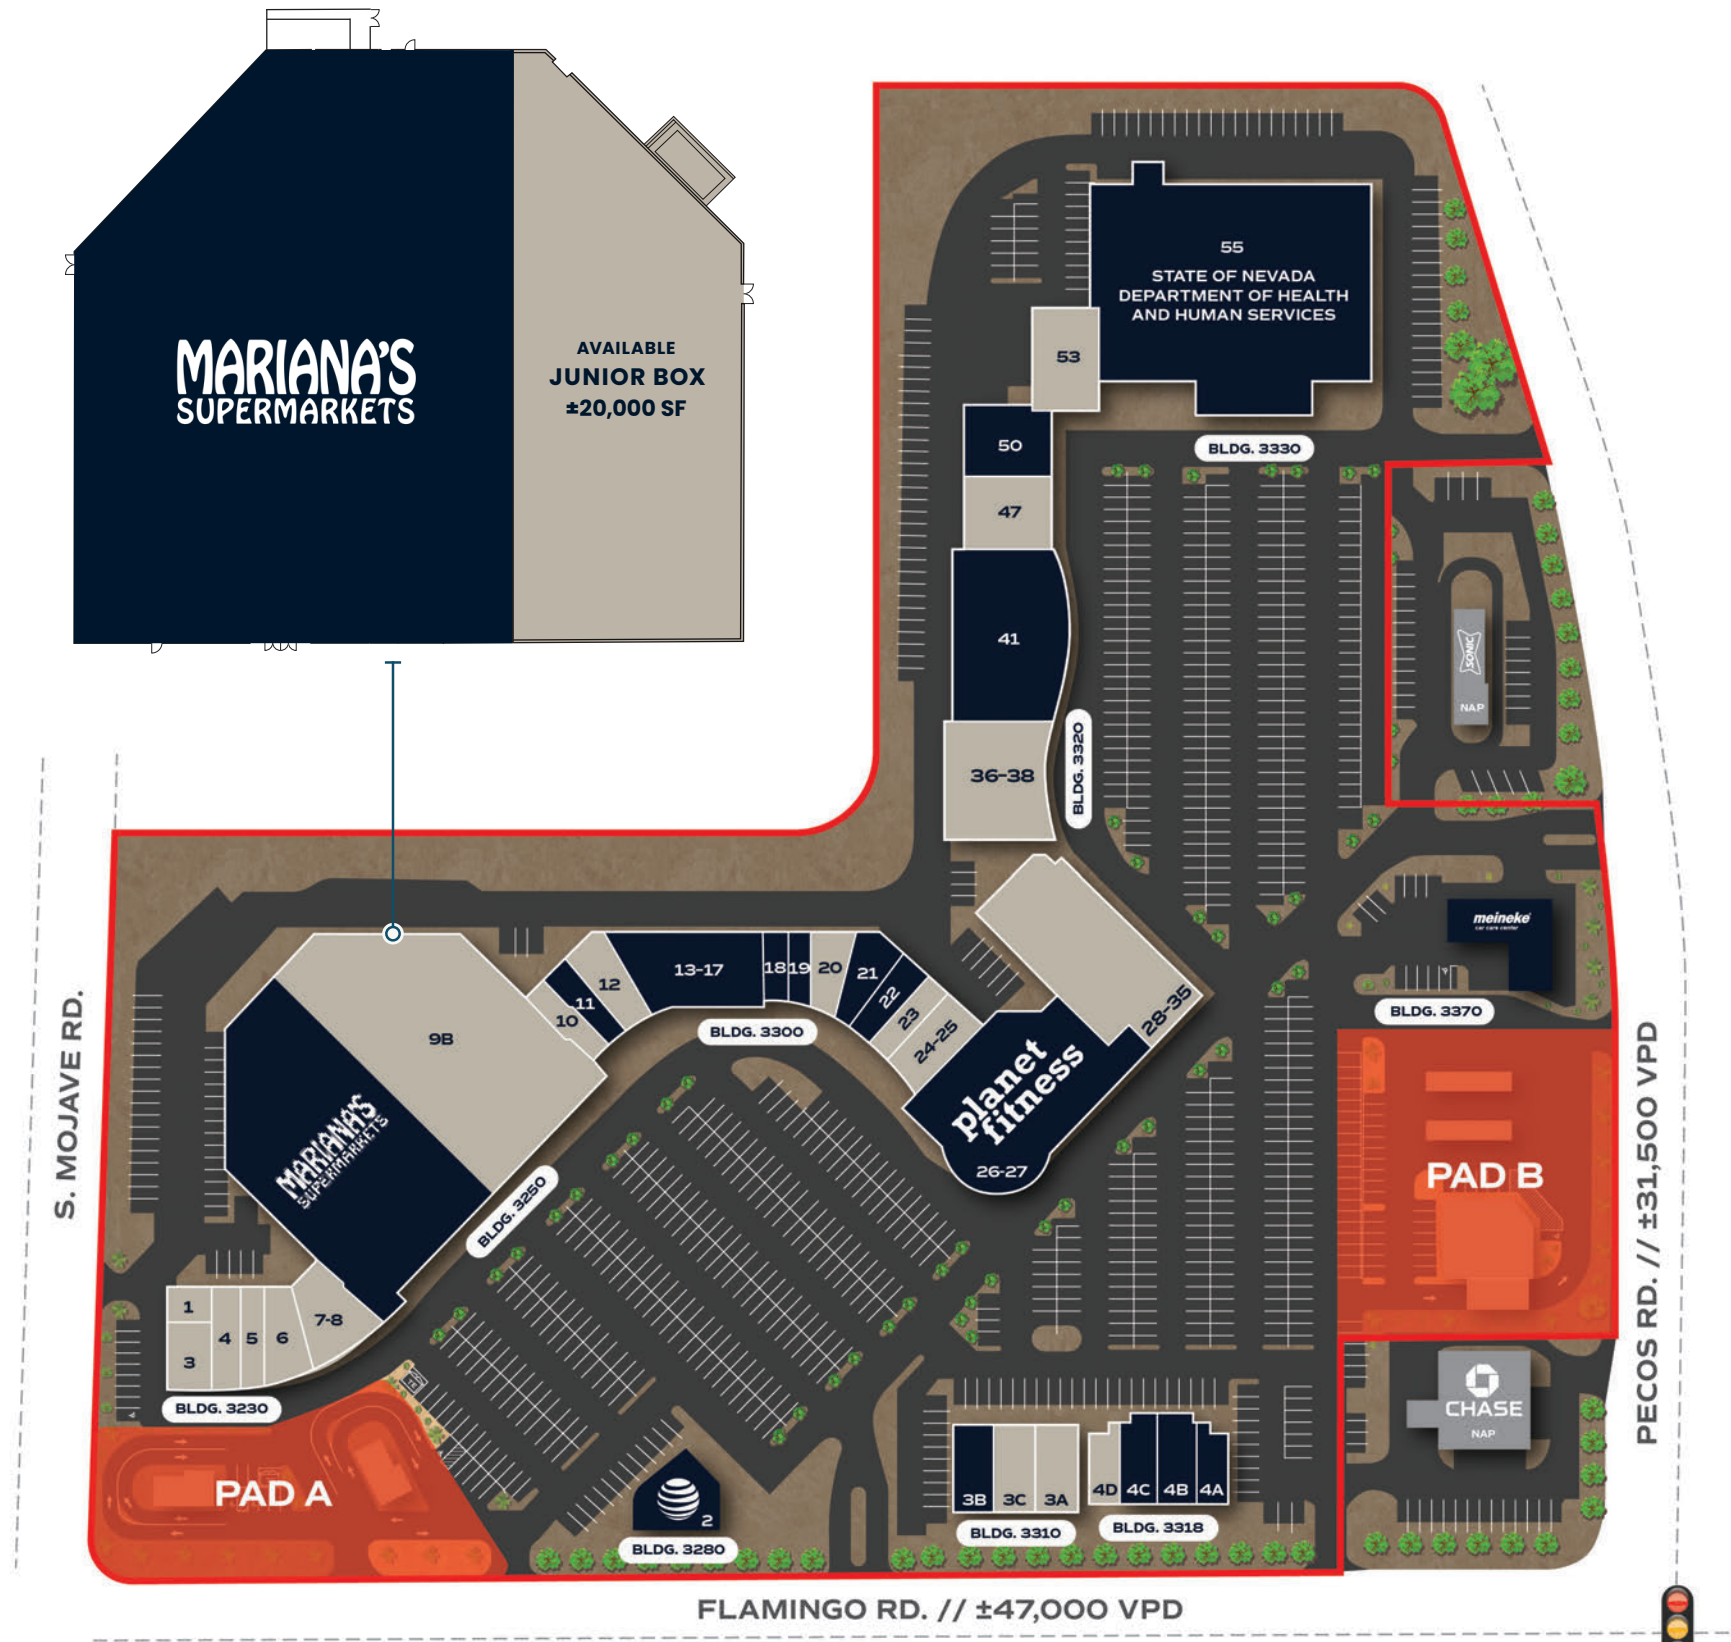 MARIANA'S
SUPERMARKETS
AVAILABLE
JUNIOR BOX
±20,000 SF
55
STATE OF NEVADA
DEPARTMENT OF HEALTH
AND HUMAN SERVICES
53
50
BLDG. 3330
47
41
SONIC
NAP
36-38
BLDG. 3320
meineke
car care center
BLDG. 3370
28-35
planet
fitness
26-27
9B
10
11
12
13-17
18
19
20
21
22
23
24-25
BLDG. 3300
MARIANA'S
SUPERMARKETS
BLDG. 3250
S. MOJAVE RD.
PECOS RD. // ±31,500 VPD
PAD B
1
3
4
5
6
7-8
BLDG. 3230
PAD A
2
BLDG. 3280
3B
3C
3A
BLDG. 3310
4D
4C
4B
4A
BLDG. 3318
CHASE
NAP
FLAMINGO RD. // ±47,000 VPD